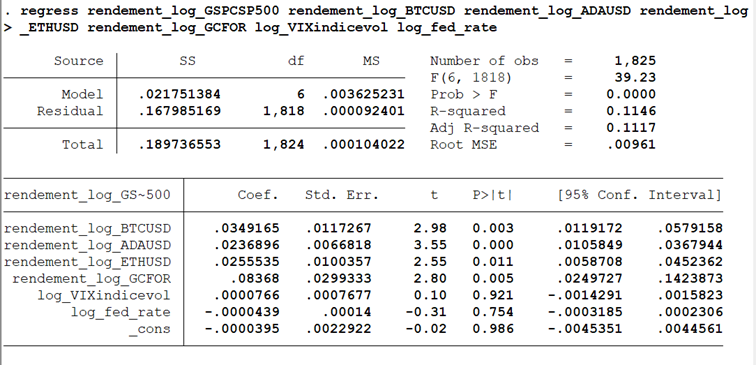 . regress rendement_log_GSPCSP500 rendement_log_BTCUSD rendement_log_ADAUSD rendement_log
> _ETHUSD rendement_log_GCFOR log_VIXindicevol log_fed_rate
Source SS df MS Number of obs = 1,825
F(6, 1818) = 39.23
Model .021751384 6 .003625231 Prob > F = 0.0000
Residual .167985169 1,818 .000092401 R-squared = 0.1146
Adj R-squared = 0.1117
Total .189736553 1,824 .000104022 Root MSE = .00961
rendement_log_GS~500 Coef. Std. Err. t P>|t| [95% Conf. Interval]
rendement_log_BTCUSD .0349165 .0117267 2.98 0.003 .0119172 .0579158
rendement_log_ADAUSD .0236896 .0066818 3.55 0.000 .0105849 .0367944
rendement_log_ETHUSD .0255535 .0100357 2.55 0.011 .0058708 .0452362
rendement_log_GCFOR .08368 .0299333 2.80 0.005 .0249727 .1423873
log_VIXindicevol .0000766 .0007677 0.10 0.921 -.0014291 .0015823
log_fed_rate -.0000439 .00014 -0.31 0.754 -.0003185 .0002306
_cons -.0000395 .0022922 -0.02 0.986 -.0045351 .0044561